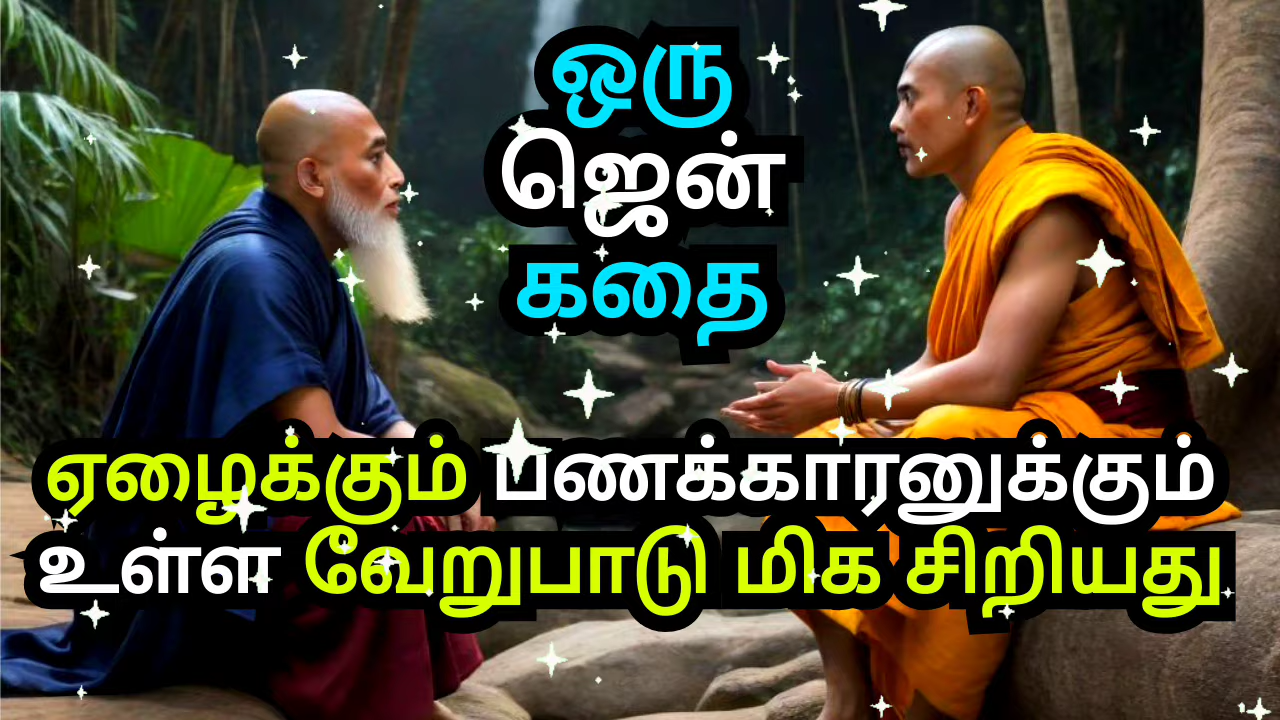 ஒரு
ஜென்
கதை
ஏழைக்கும் பணக்காரனுக்கும்
உள்ள வேறுபாடு மிக சிறியது